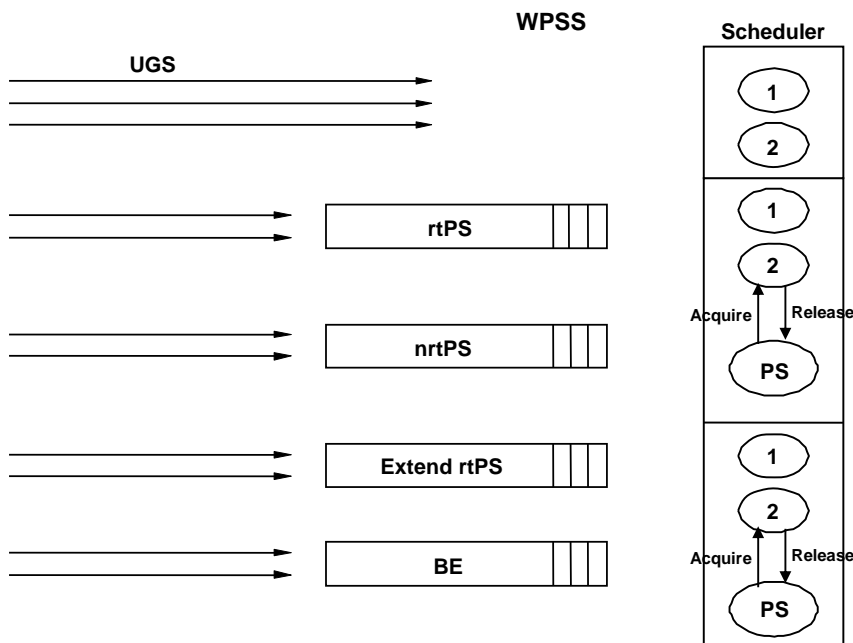 WPSS
Scheduler
UGS
1
2
rtPS
1
2
Acquire
Release
nrtPS
PS
Extend rtPS
1
2
BE
Acquire
Release
PS